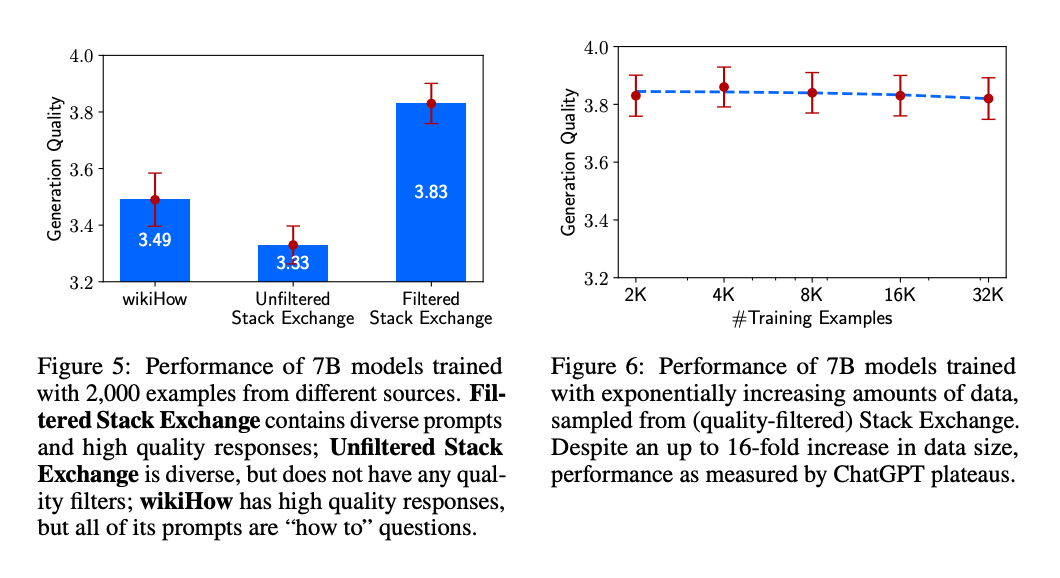 4.0
3.8
3.6
3.4
3.2
Generation Quality
3.49
3.33
3.83
wikiHow
Unfiltered
Stack Exchange
Filtered
Stack Exchange
Figure 5: Performance of 7B models trained
with 2,000 examples from different sources. Fil-
tered Stack Exchange contains diverse prompts
and high quality responses; Unfiltered Stack
Exchange is diverse, but does not have any qual-
ity filters; wikiHow has high quality responses,
but all of its prompts are “how to” questions.
4.0
3.8
3.6
3.4
3.2
Generation Quality
2K 4K 8K 16K 32K
#Training Examples
Figure 6: Performance of 7B models trained
with exponentially increasing amounts of data,
sampled from (quality-filtered) Stack Exchange.
Despite an up to 16-fold increase in data size,
performance as measured by ChatGPT plateaus.